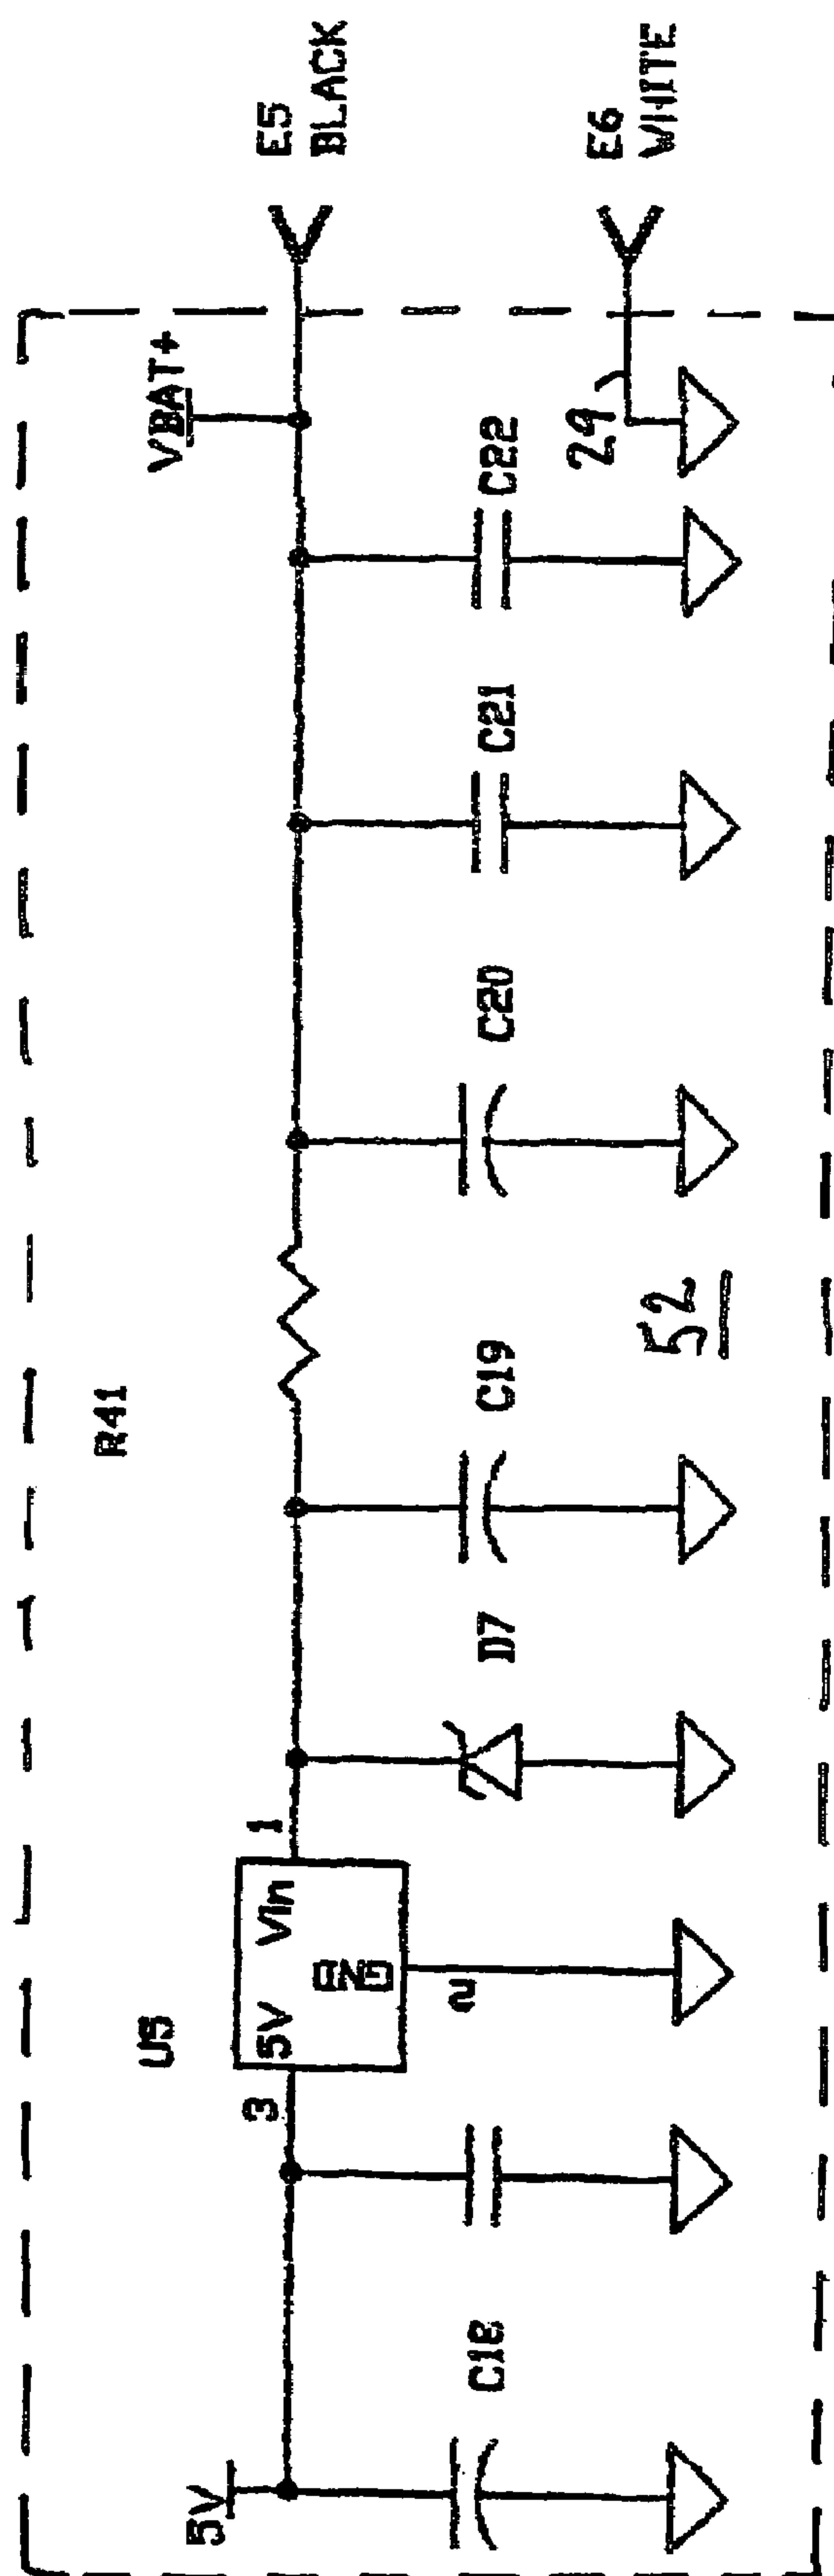 R41
U5
VBAT+
5V
3
5V Vin
1
GND
E5
BLACK
2
C18
D7
C19
C20
C21
C22
29
E6
WHITE
52